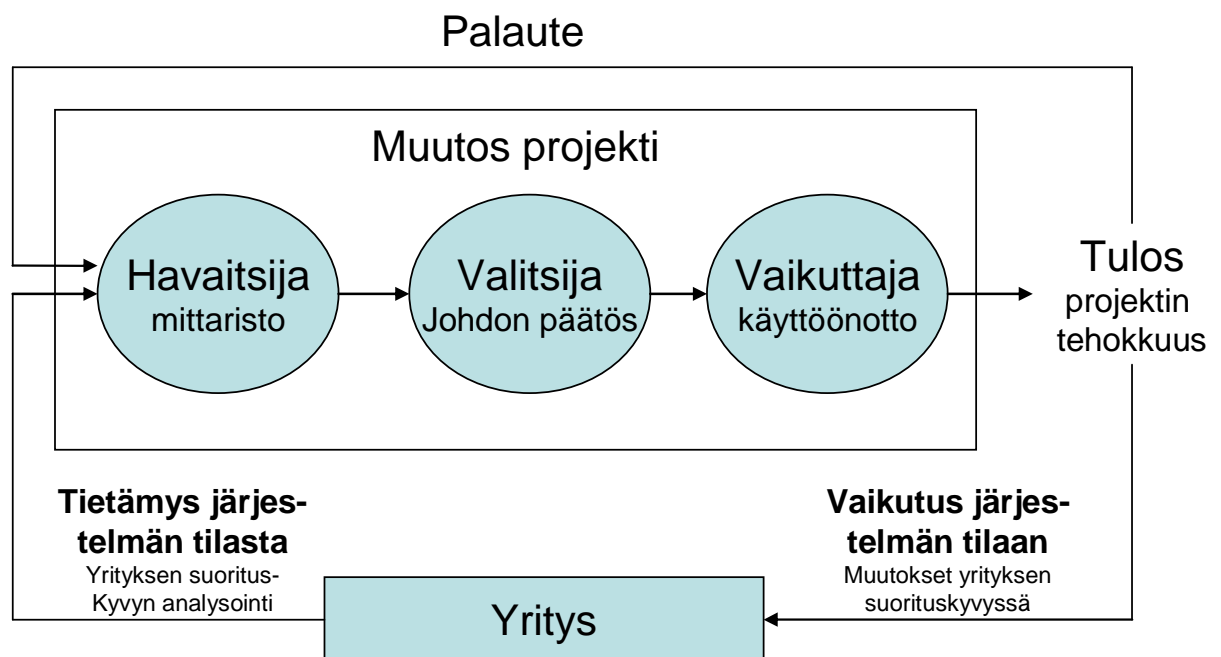 Palaute
Muutos projekti
Havaitsija
mittaristo
Valitsija
Johdon päätös
Vaikuttaja
käyttöönotto
Tulos
projektin
tehokkuus
Tietämys järjes-
telmän tilasta
Yrityksen suoritus-
Kyvyn analysointi
Vaikutus järjes-
telmän tilaan
Muutokset yrityksen
suorituskyvyssä
Yritys